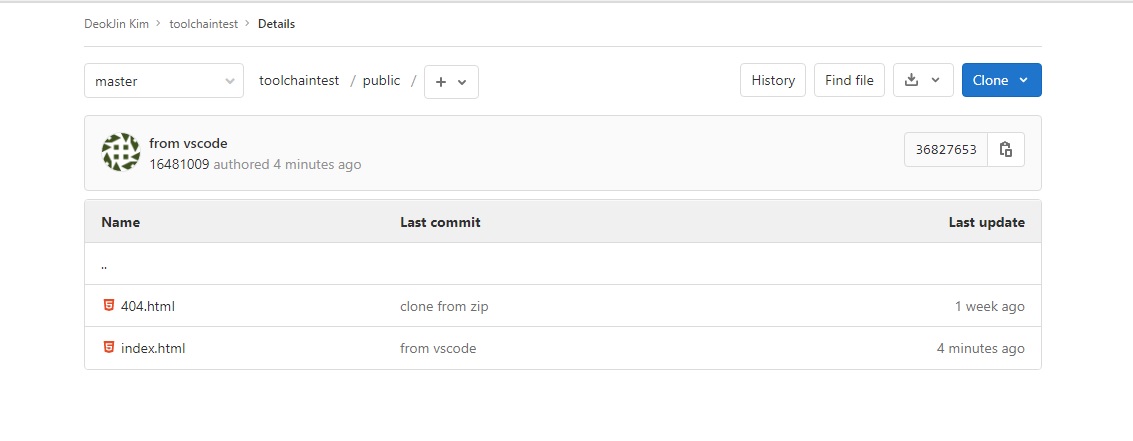 DeokJin Kim > toolchaintest > Details
master toolchaintest / public / + History Find file Clone
from vscode
16481009 authored 4 minutes ago 36827653
Name Last commit Last update
..
404.html clone from zip 1 week ago
index.html from vscode 4 minutes ago